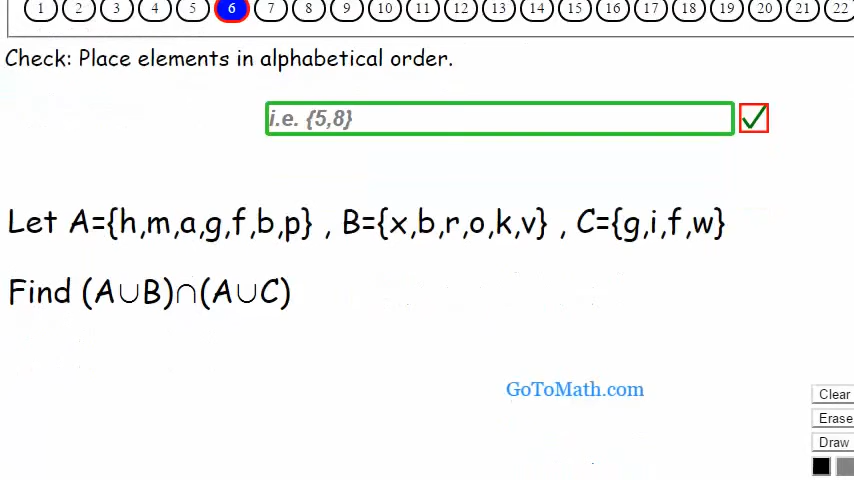 1 2 3 4 5 6 7 8 9 10 11 12 13 14 15 16 17 18 19 20 21 22
Check: Place elements in alphabetical order.
i.e. {5,8}
Let A={h,m,a,g,f,b,p} , B={x,b,r,o,k,v} , C={g,i,f,w}
Find (A∪B)∩(A∪C)
GoToMath.com
Clear
Erase
Draw